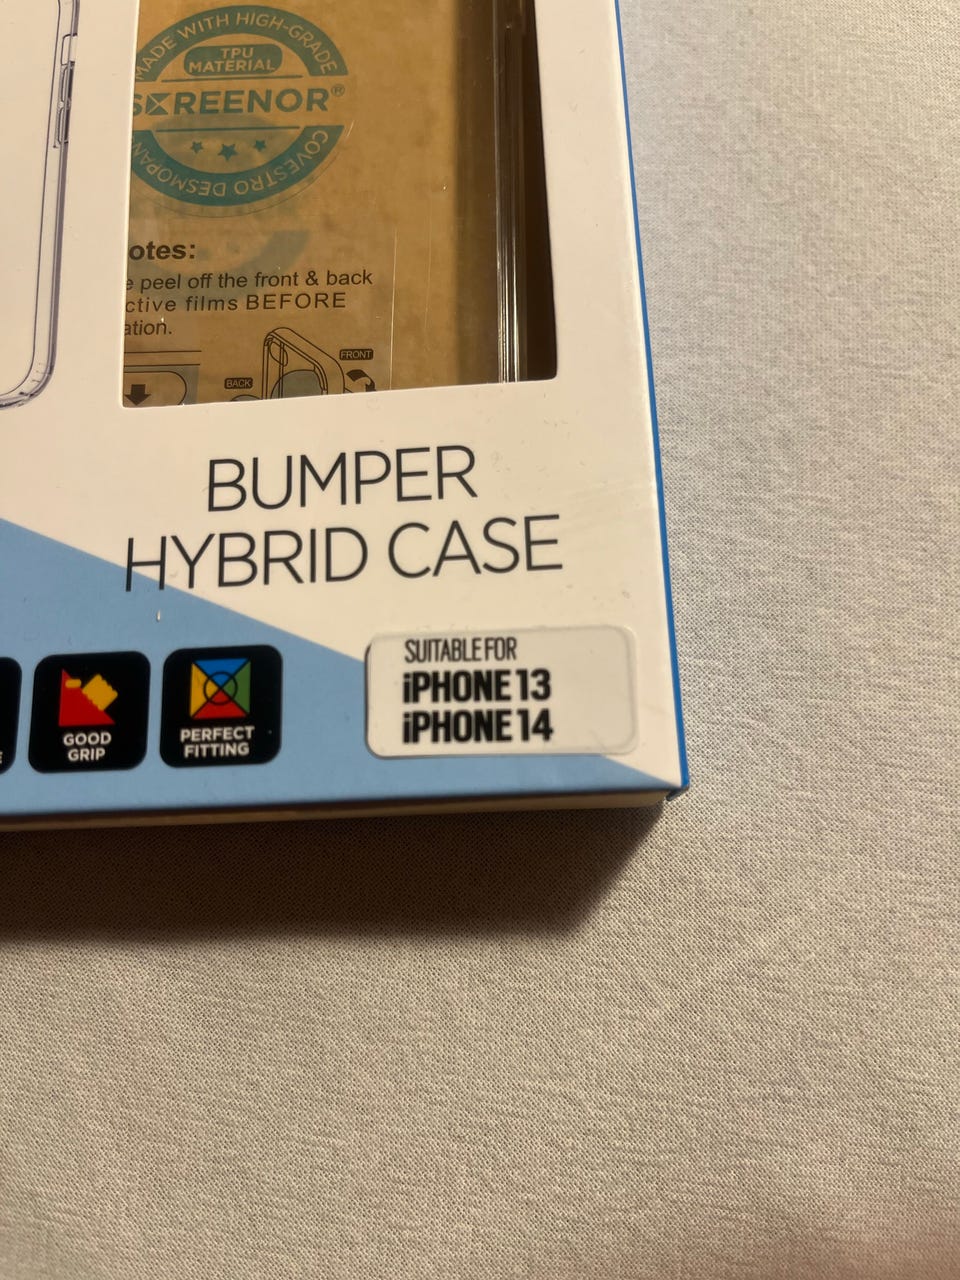 MADE WITH HIGH-GRADE
TPU
MATERIAL
SCREENOR®
COVESTRO DESMOPAN
otes:
e peel off the front & back
ctive films BEFORE
ation.
FRONT
BACK
BUMPER
HYBRID CASE
SUITABLE FOR
iPHONE 13
iPHONE 14
GOOD
GRIP
PERFECT
FITTING
E